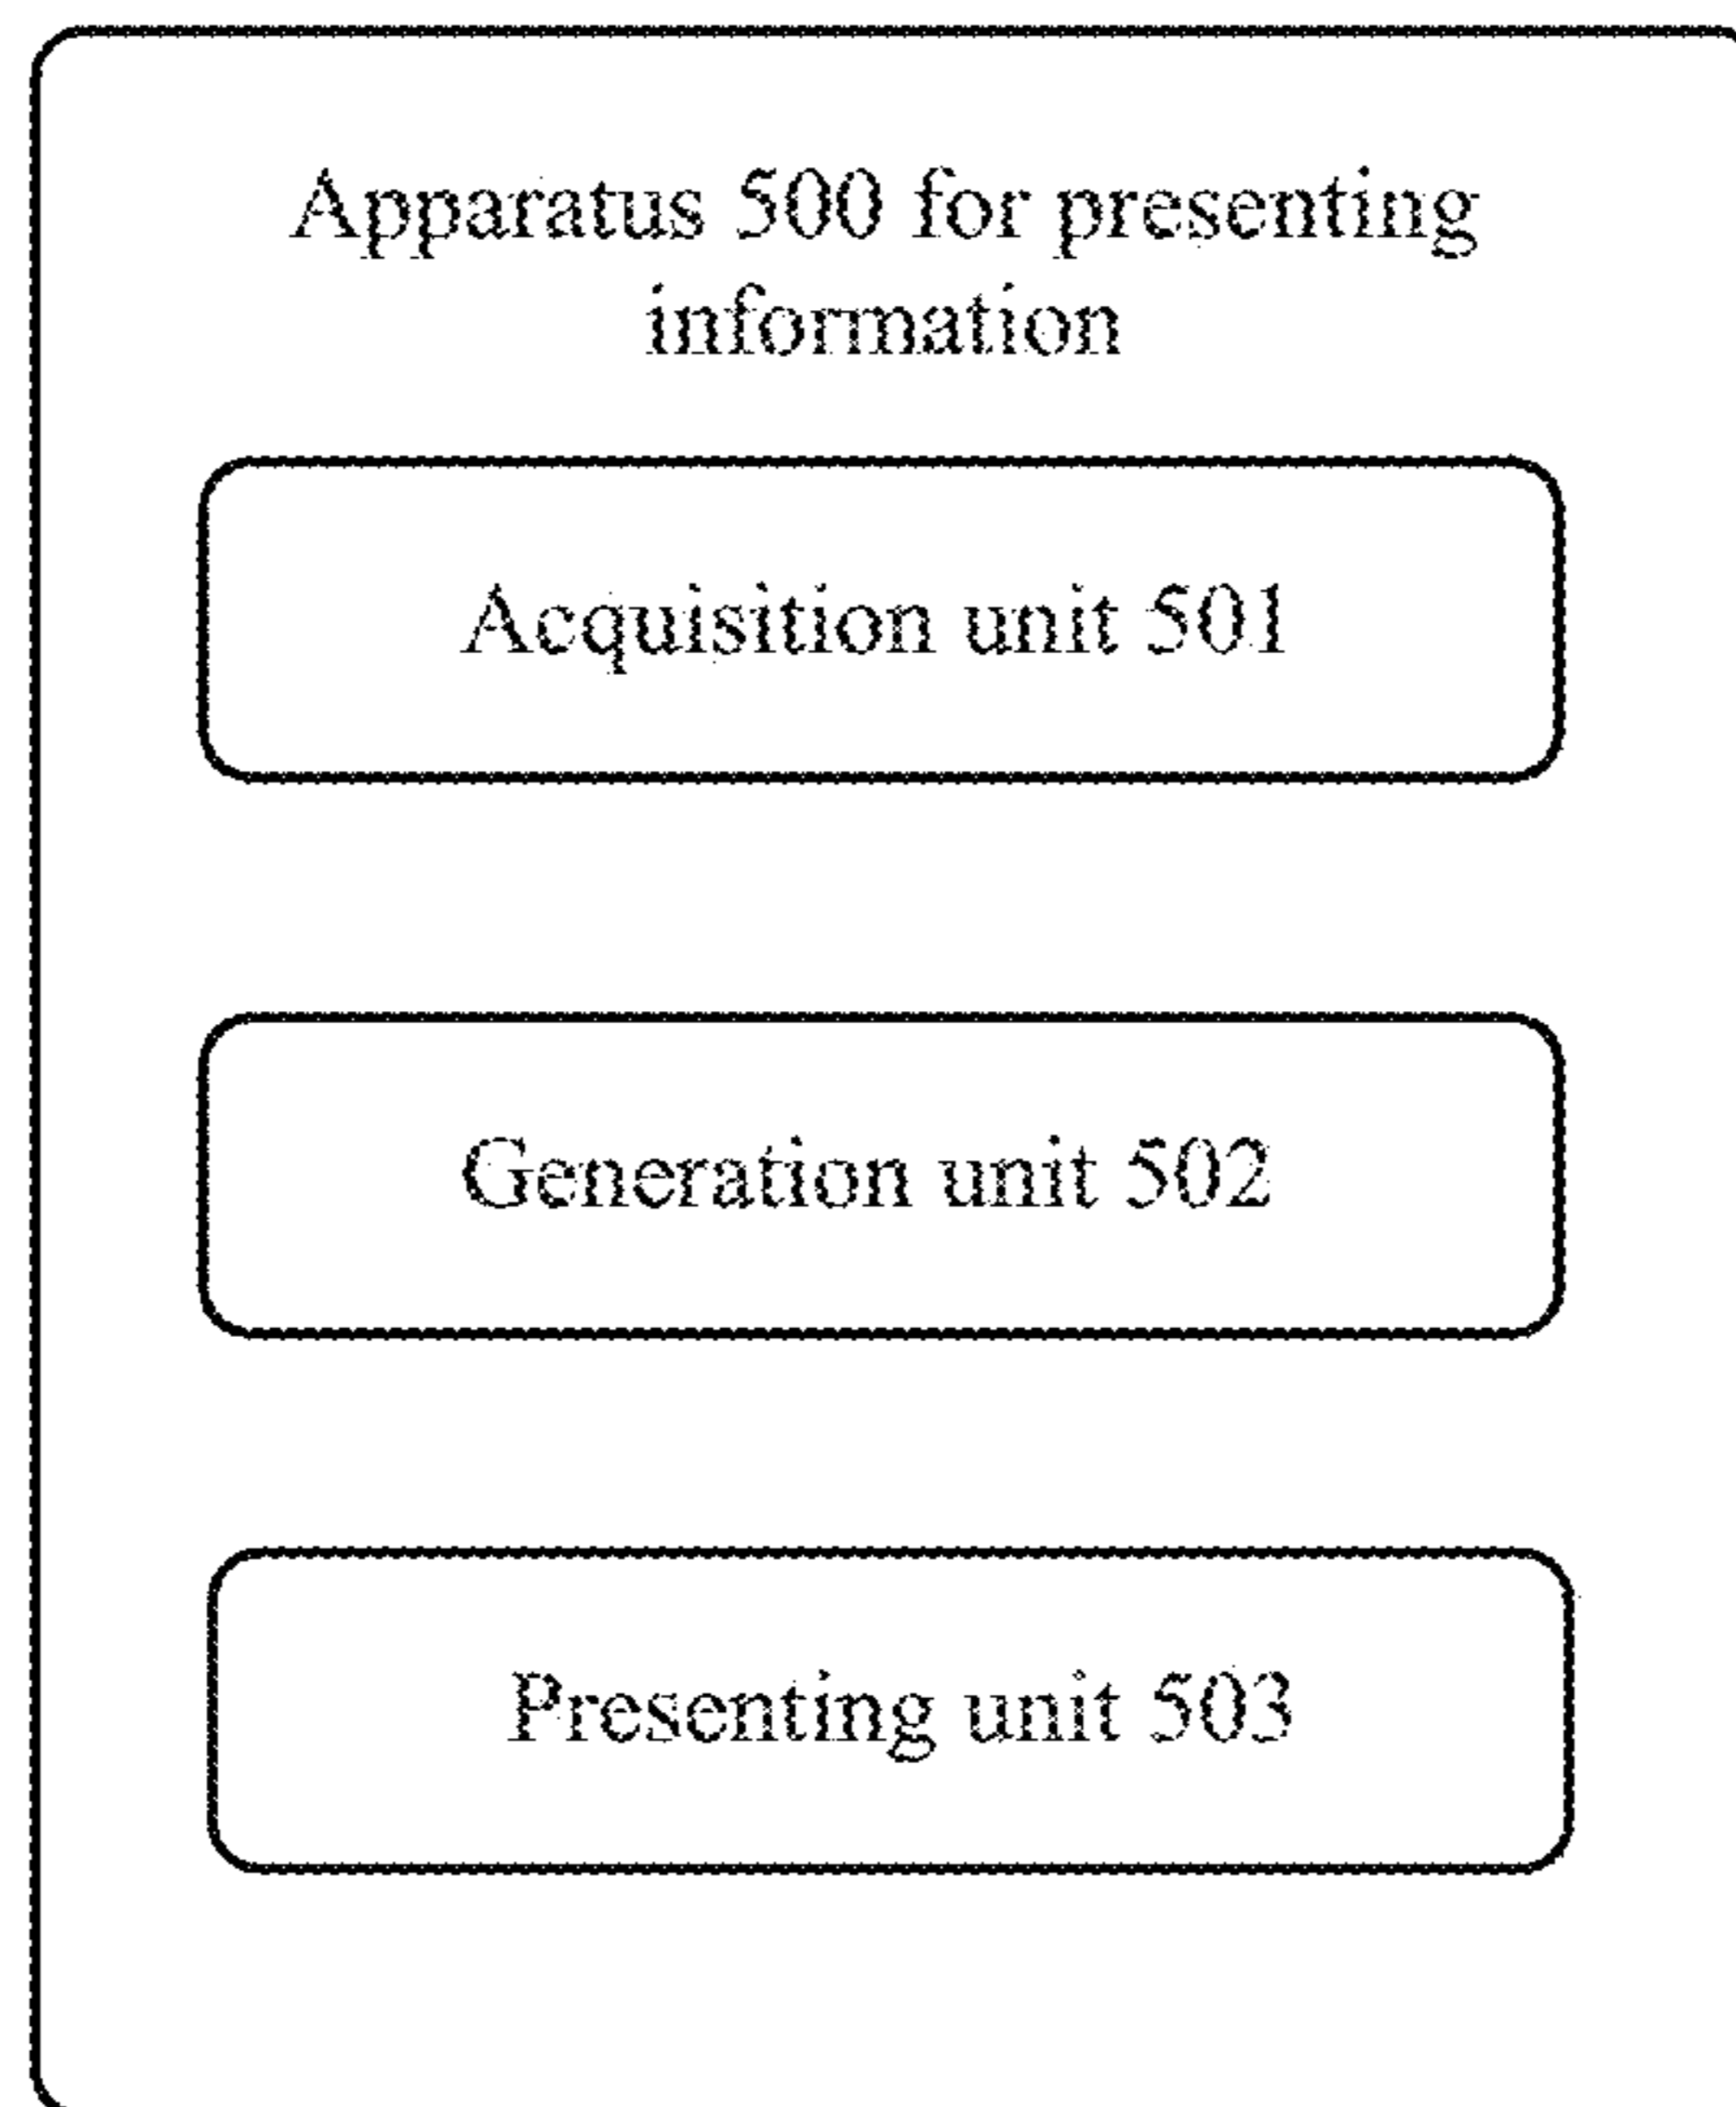 Apparatus 500 for presenting
information
Acquisition unit 501
Generation unit 502
Presenting unit 503